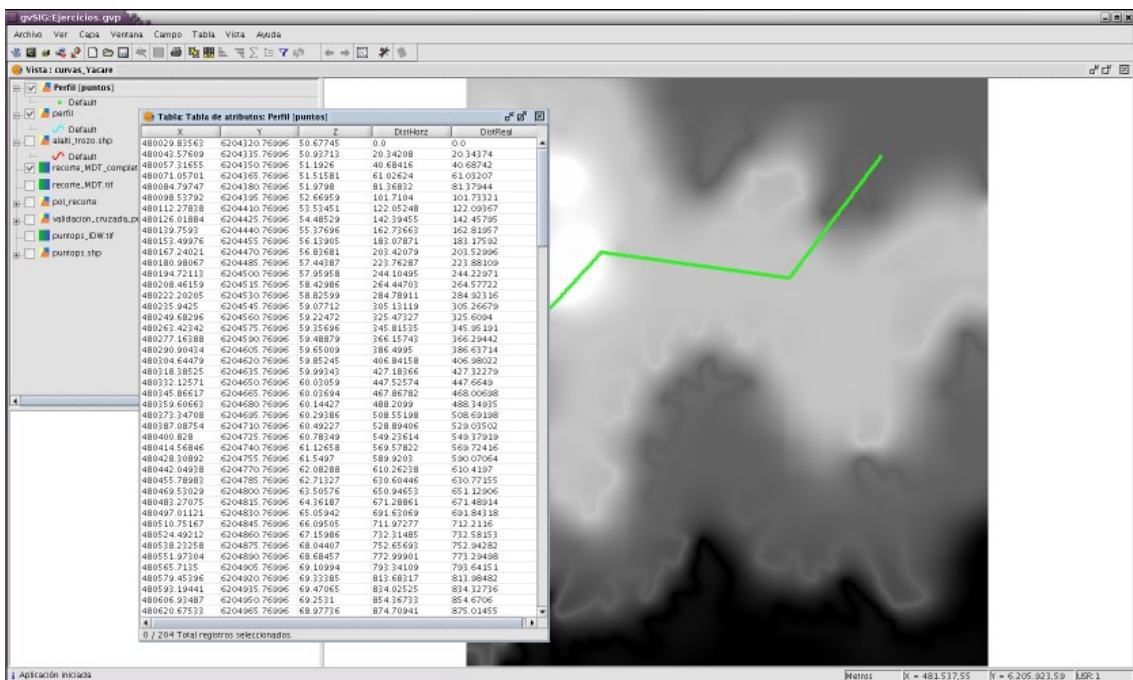 gvSIG:Ejercicios.gvp
Archivo Ver Capa Ventana Campo Tabla Vista Ayuda
Vista : curvas_Yacare
Perfil [puntos]
Default
perfil
Default
alalti_trozo.shp
Default
recorte_MDT_complet
recorte_MDT.tif
pol_recorte
validacion_cruzada_pu
puntops_IDW.tif
puntops.shp
Tabla: Tabla de atributos: Perfil [puntos]
X Y Z DistHorz DistReal
480029.83563 6204320.76996 50.67745 0.0 0.0
480043.57609 6204335.76996 50.93713 20.34208 20.34374
480057.31655 6204350.76996 51.1926 40.68416 40.68742
480071.05701 6204365.76996 51.51581 61.02624 61.03207
480084.79747 6204380.76996 51.9798 81.36832 81.37944
480098.53792 6204395.76996 52.66959 101.7104 101.73321
480112.27838 6204410.76996 53.53451 122.05248 122.09367
480126.01884 6204425.76996 54.48529 142.39455 142.45795
480139.7593 6204440.76996 55.37696 162.73663 162.81957
480153.49976 6204455.76996 56.13905 183.07871 183.17592
480167.24021 6204470.76996 56.83681 203.42079 203.52996
480180.98067 6204485.76996 57.44387 223.76287 223.88109
480194.72113 6204500.76996 57.95958 244.10495 244.22971
480208.46159 6204515.76996 58.42986 264.44703 264.57722
480222.20205 6204530.76996 58.82599 284.78911 284.92316
480235.9425 6204545.76996 59.07712 305.13119 305.26679
480249.68296 6204560.76996 59.22472 325.47327 325.6094
480263.42342 6204575.76996 59.35696 345.81535 345.95191
480277.16388 6204590.76996 59.48879 366.15743 366.29442
480290.90434 6204605.76996 59.65009 386.4995 386.63714
480304.64479 6204620.76996 59.85245 406.84158 406.98022
480318.38525 6204635.76996 59.99343 427.18366 427.32279
480332.12571 6204650.76996 60.03059 447.52574 447.6649
480345.86617 6204665.76996 60.03694 467.86782 468.00698
480359.60663 6204680.76996 60.14427 488.2099 488.34935
480373.34708 6204695.76996 60.29386 508.55198 508.69198
480387.08754 6204710.76996 60.49227 528.89406 529.03502
480400.828 6204725.76996 60.78349 549.23614 549.37919
480414.56846 6204740.76996 61.12658 569.57822 569.72416
480428.30892 6204755.76996 61.5497 589.9203 590.07064
480442.04938 6204770.76996 62.08288 610.26238 610.4197
480455.78983 6204785.76996 62.71327 630.60446 630.77155
480469.53029 6204800.76996 63.50576 650.94653 651.12906
480483.27075 6204815.76996 64.36187 671.28861 671.48914
480497.01121 6204830.76996 65.05942 691.63069 691.84318
480510.75167 6204845.76996 66.09505 711.97277 712.2116
480524.49212 6204860.76996 67.15986 732.31485 732.58153
480538.23258 6204875.76996 68.04407 752.65693 752.94282
480551.97304 6204890.76996 68.68457 772.99901 773.29498
480565.7135 6204905.76996 69.10994 793.34109 793.64151
480579.45396 6204920.76996 69.33385 813.68317 813.98482
480593.19441 6204935.76996 69.47065 834.02525 834.32736
480606.93487 6204950.76996 69.2531 854.36733 854.6706
480620.67533 6204965.76996 68.97736 874.70941 875.01455
0 / 204 Total registros seleccionados.
Aplicación iniciada Metros X = 481.537,55 Y = 6.205.923,59 USR:1